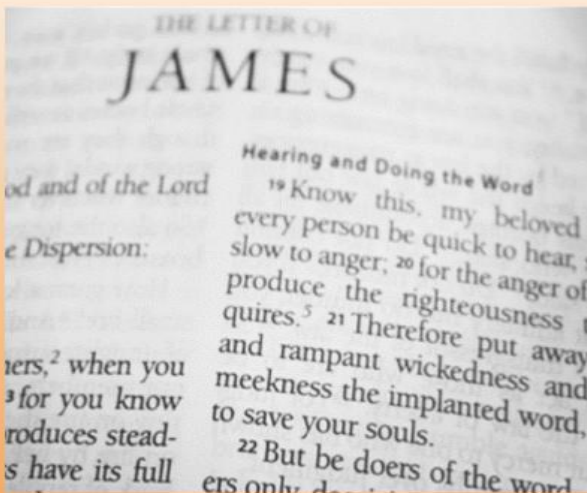 THE LETTER OF
JAMES
od and of the Lord
e Dispersion:
ners,² when you
³ for you know
roduces stead-
s have its full
Hearing and Doing the Word
¹⁹ Know this, my beloved
every person be quick to hear,
slow to anger; ²⁰ for the anger of
produce the righteousness
quires.⁵ ²¹ Therefore put away
and rampant wickedness and
meekness the implanted word,
to save your souls.
²² But be doers of the word
ers only,